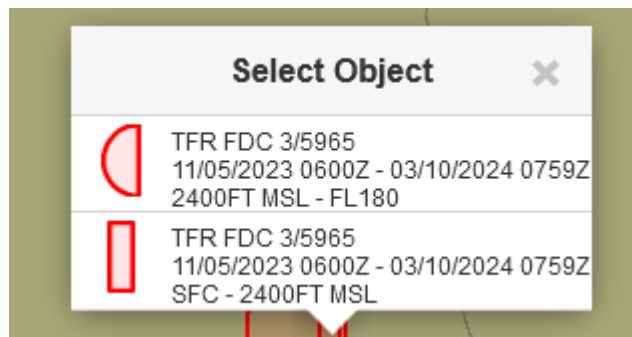 Select Object
×
TFR FDC 3/5965
11/05/2023 0600Z - 03/10/2024 0759Z
2400FT MSL - FL180
TFR FDC 3/5965
11/05/2023 0600Z - 03/10/2024 0759Z
SFC - 2400FT MSL